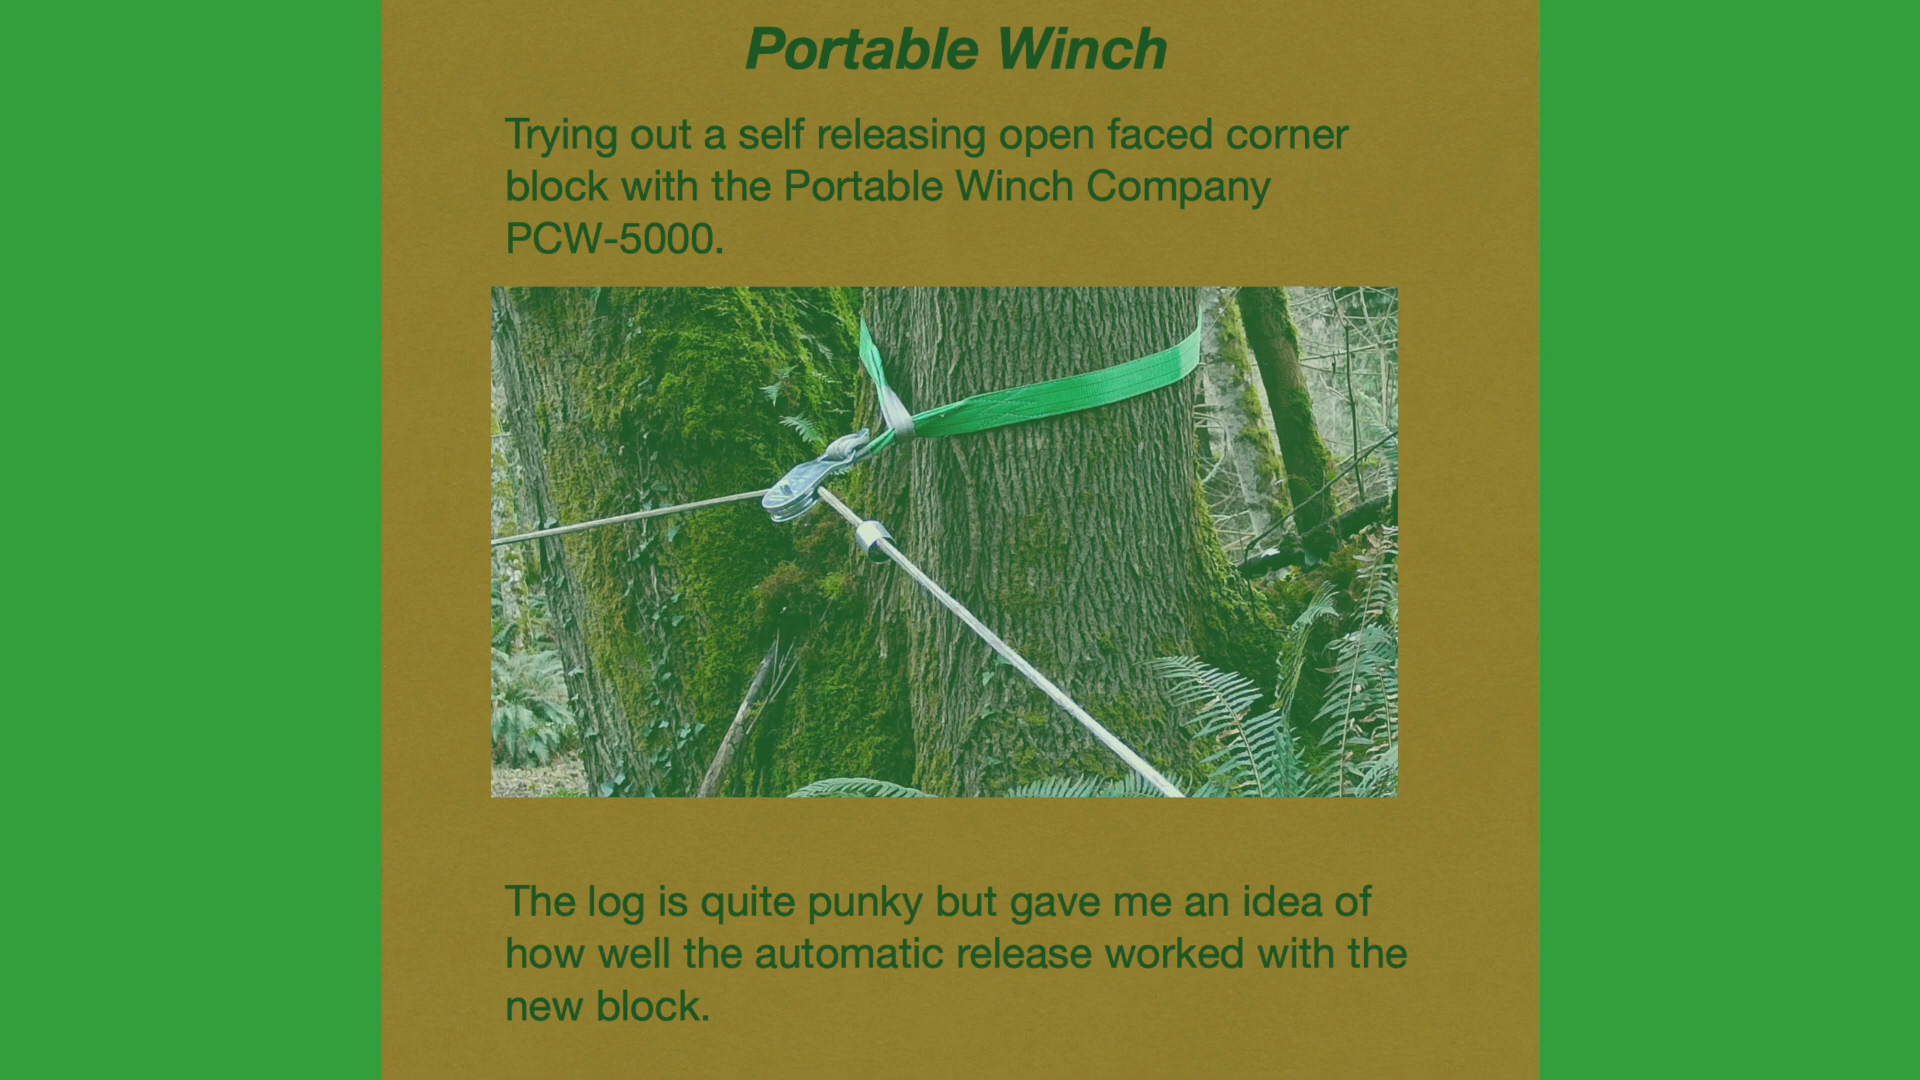 Portable Winch
Trying out a self releasing open faced corner
block with the Portable Winch Company
PCW-5000.
The log is quite punky but gave me an idea of
how well the automatic release worked with the
new block.